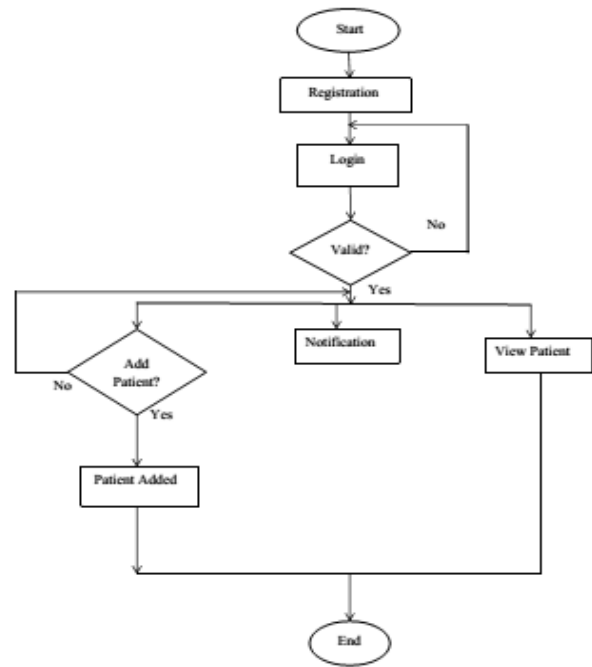 Start
Registration
Login
No
Valid?
Yes
Notification
View Patient
Add
Patient?
No
Yes
Patient Added
End